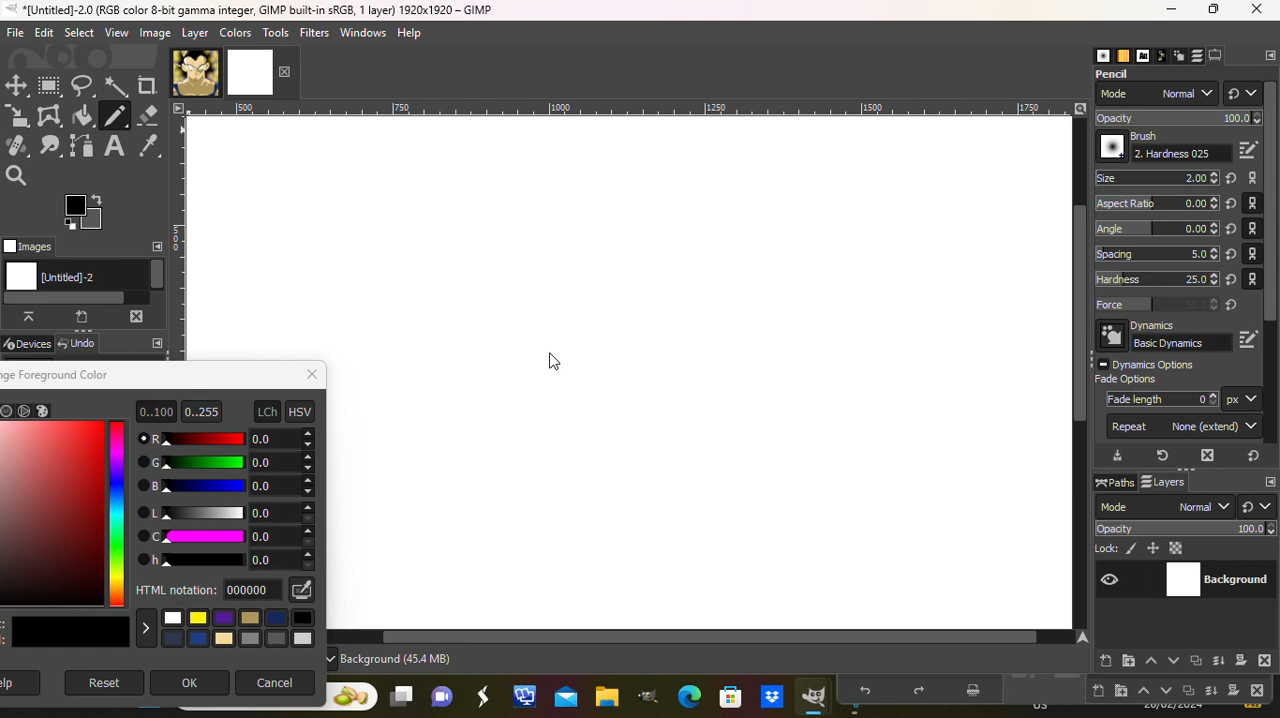 *[Untitled]-2.0 (RGB color 8-bit gamma integer, GIMP built-in sRGB, 1 layer) 1920x1920 – GIMP
File Edit Select View Image Layer Colors Tools Filters Windows Help
500 750 1000 1250 1500 1750
500
Images
[Untitled]-2
Devices Undo
nge Foreground Color
0..100 0..255 LCh HSV
R 0.0
G 0.0
B 0.0
L 0.0
C 0.0
h 0.0
HTML notation: 000000
elp Reset OK Cancel
Background (45.4 MB)
Pencil
Mode Normal
Opacity 100.0
Brush
2. Hardness 025
Size 2.00
Aspect Ratio 0.00
Angle 0.00
Spacing 5.0
Hardness 25.0
Force
Dynamics
Basic Dynamics
Dynamics Options
Fade Options
Fade length 0 px
Repeat None (extend)
Paths Layers
Mode Normal
Opacity 100.0
Lock:
Background
US